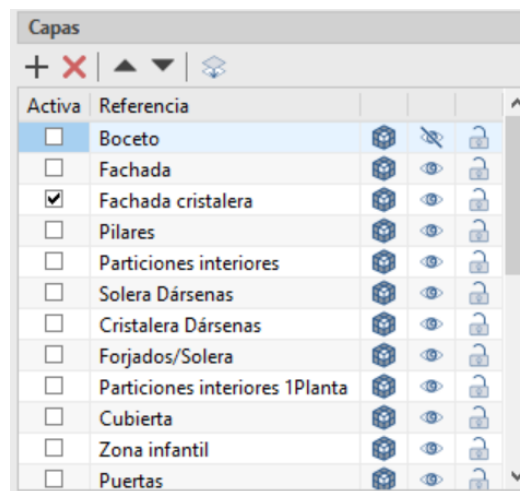 Capas
Activa Referencia
Boceto
Fachada
Fachada cristalera
Pilares
Particiones interiores
Solera Dársenas
Cristalera Dársenas
Forjados/Solera
Particiones interiores 1Planta
Cubierta
Zona infantil
Puertas